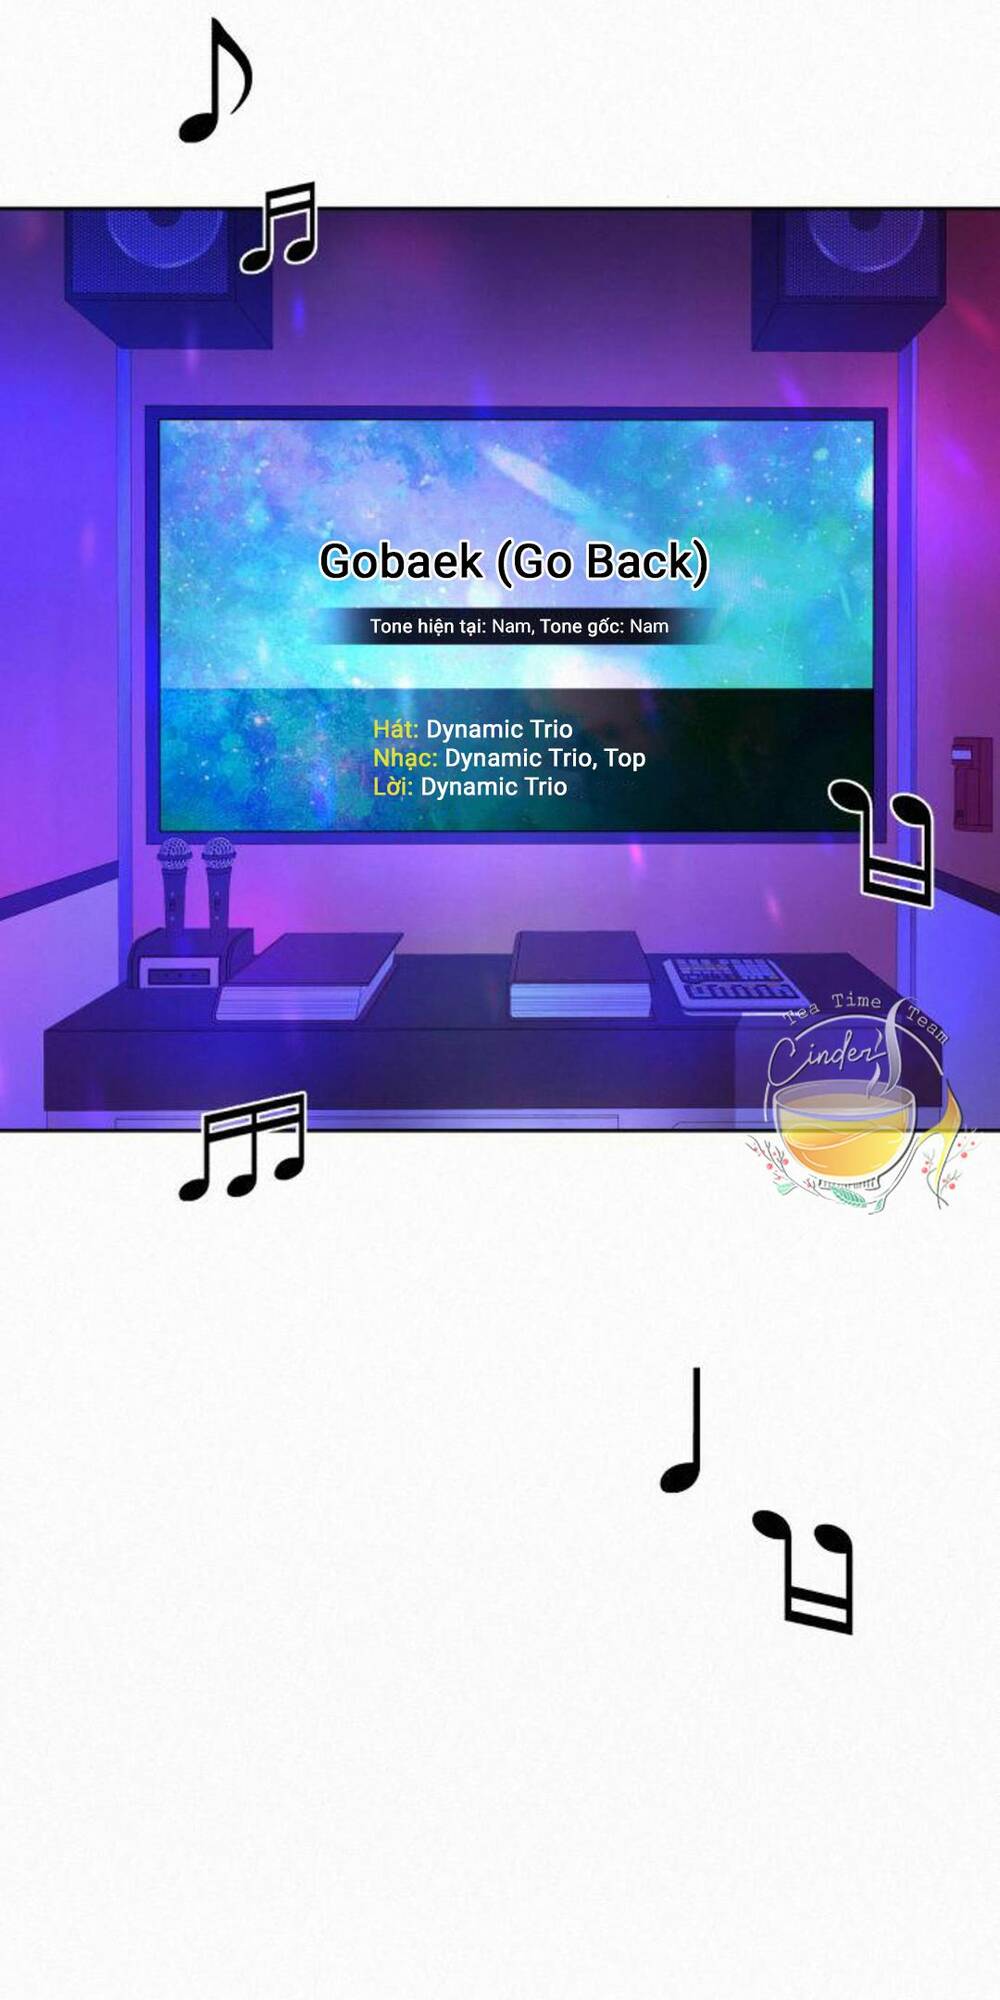 Gobaek (Go Back)
Tone hiện tại: Nam, Tone gốc: Nam
Hát: Dynamic Trio
Nhạc: Dynamic Trio, Top
Lời: Dynamic Trio
Tea Time Team
Cinder